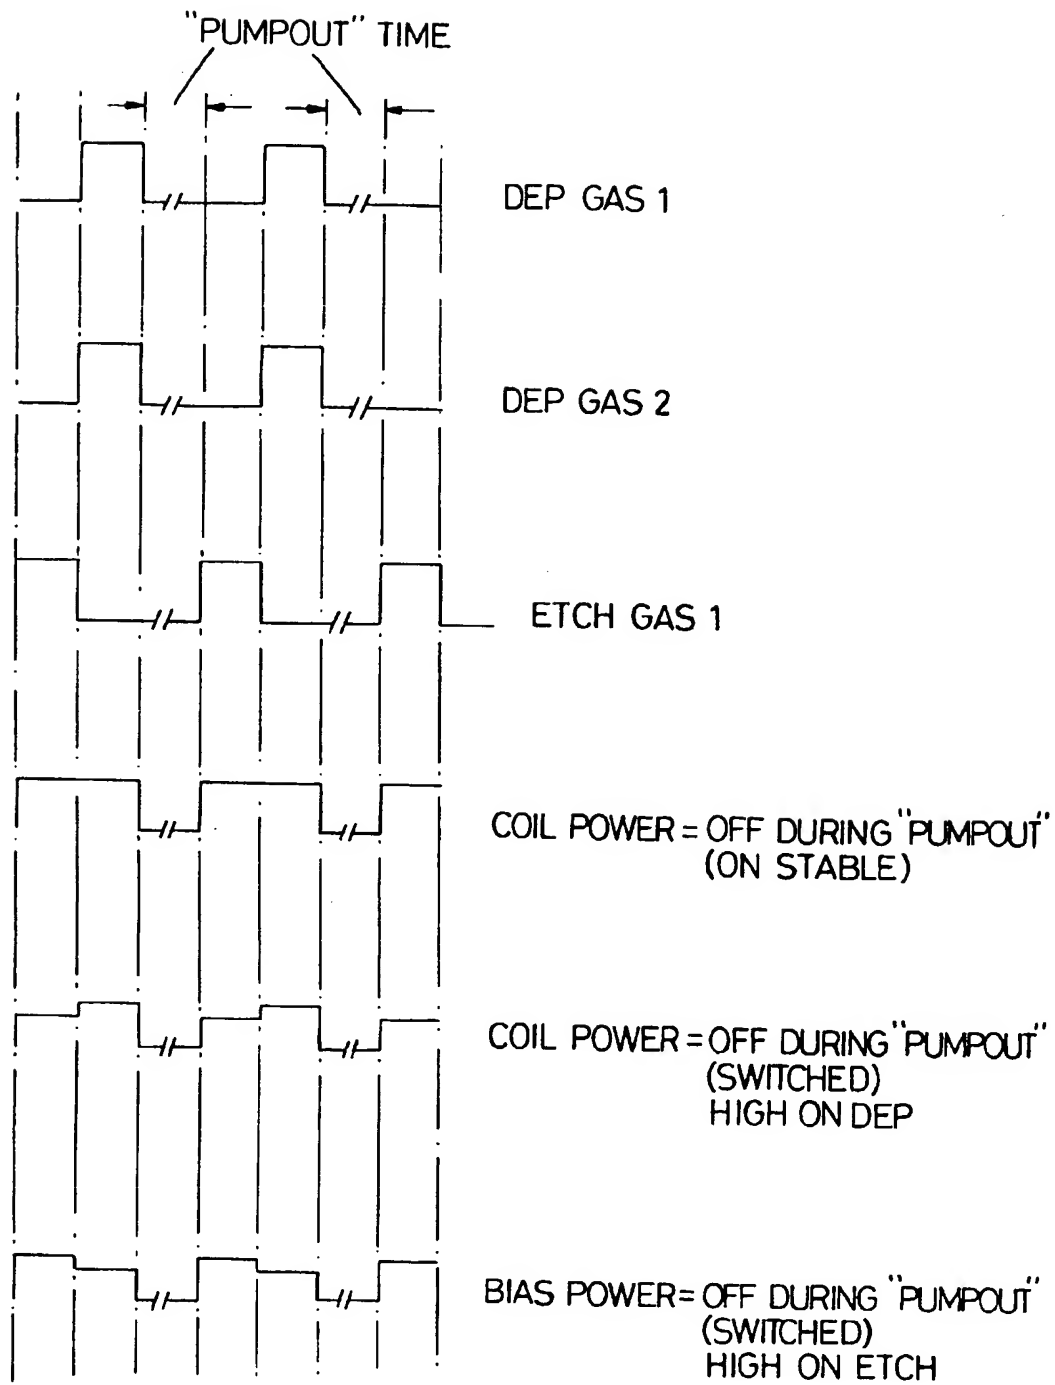 "PUMPOUT" TIME
DEP GAS 1
DEP GAS 2
ETCH GAS 1
COIL POWER = OFF DURING "PUMPOUT"
(ON STABLE)
COIL POWER = OFF DURING "PUMPOUT"
(SWITCHED)
HIGH ON DEP
BIAS POWER = OFF DURING "PUMPOUT"
(SWITCHED)
HIGH ON ETCH